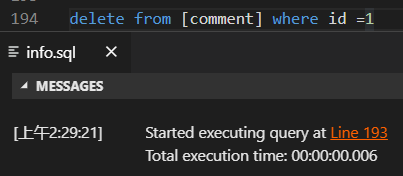 194 delete from [comment] where id =1
info.sql
MESSAGES
[上午2:29:21] Started executing query at Line 193
Total execution time: 00:00:00.006